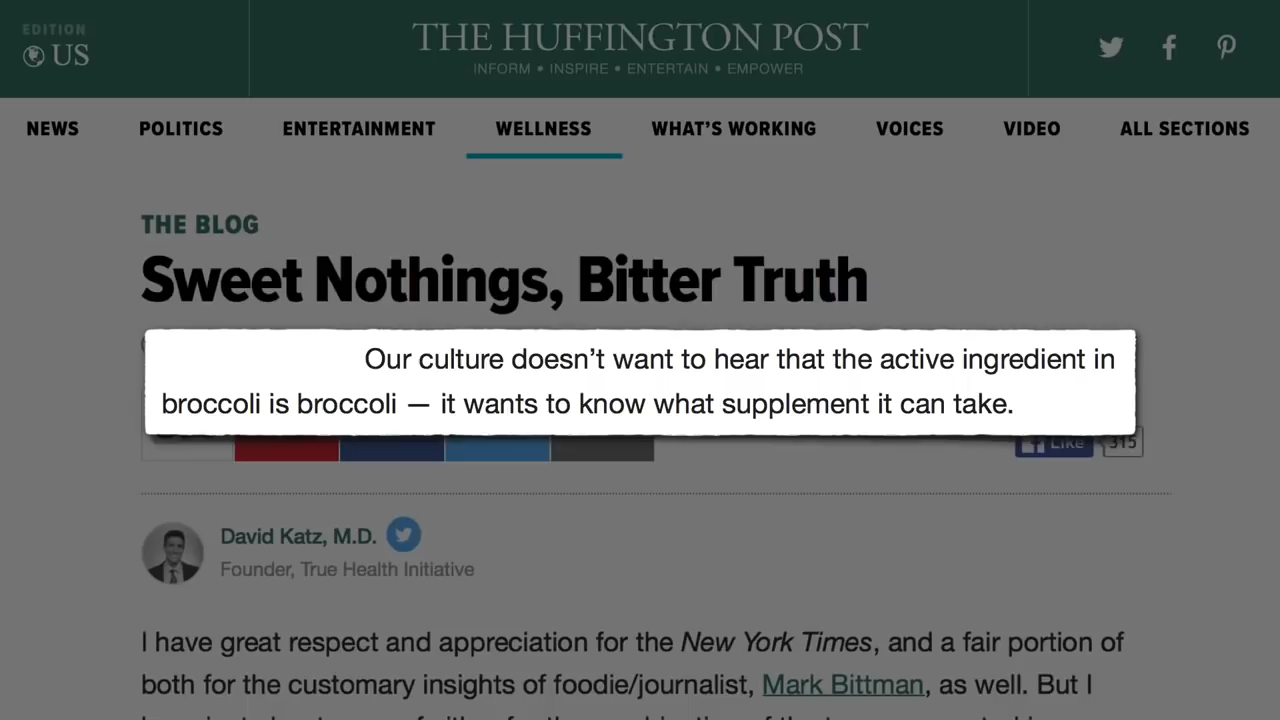 EDITION
US
THE HUFFINGTON POST
INFORM • INSPIRE • ENTERTAIN • EMPOWER
NEWS POLITICS ENTERTAINMENT WELLNESS WHAT'S WORKING VOICES VIDEO ALL SECTIONS
THE BLOG
Sweet Nothings, Bitter Truth
Our culture doesn’t want to hear that the active ingredient in
broccoli is broccoli — it wants to know what supplement it can take.
Like 315
David Katz, M.D.
Founder, True Health Initiative
I have great respect and appreciation for the New York Times, and a fair portion of
both for the customary insights of foodie/journalist, Mark Bittman, as well. But I